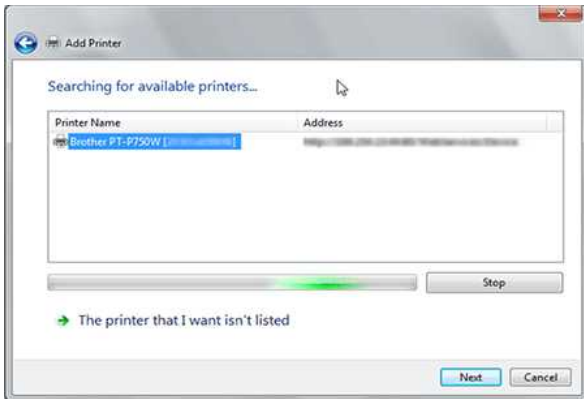 Add Printer
Searching for available printers...
Printer Name Address
Brother PT-P750W [ ]
Stop
The printer that I want isn't listed
Next Cancel